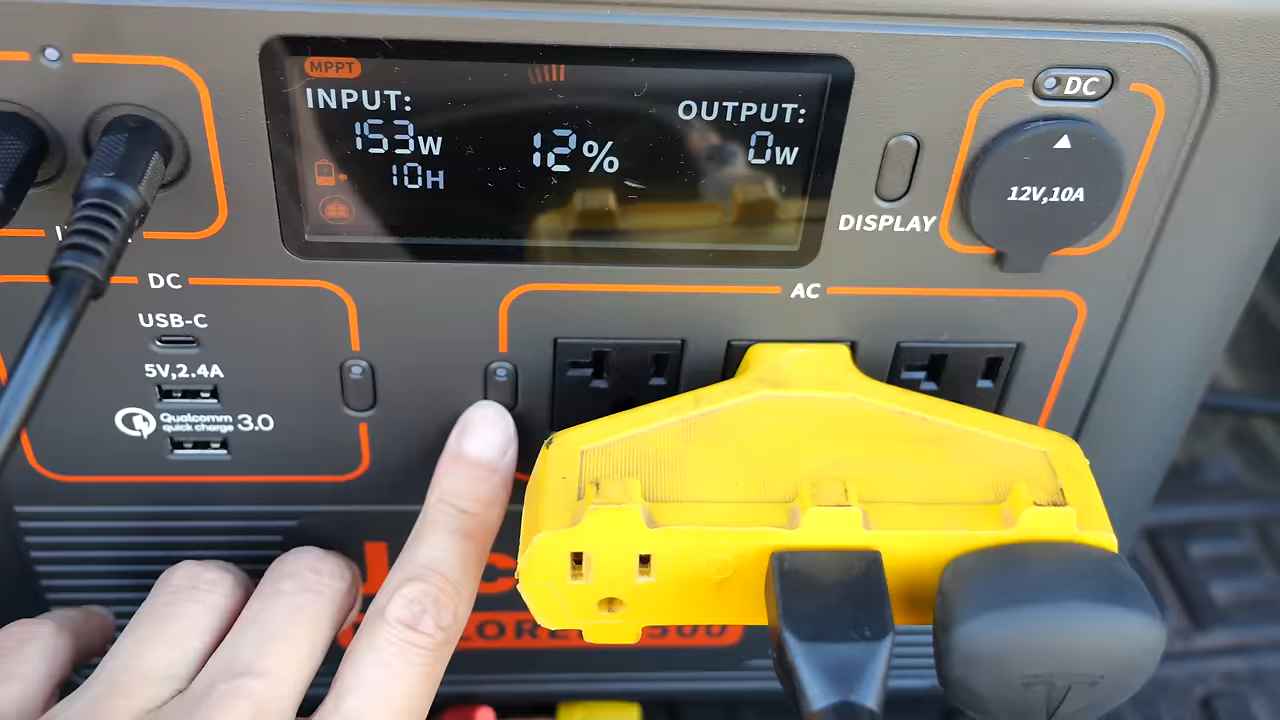 MPPT
INPUT:
153W
10H
12%
OUTPUT:
0W
DISPLAY
DC
12V,10A
DC
USB-C
5V,2.4A
Qualcomm
quick charge 3.0
AC